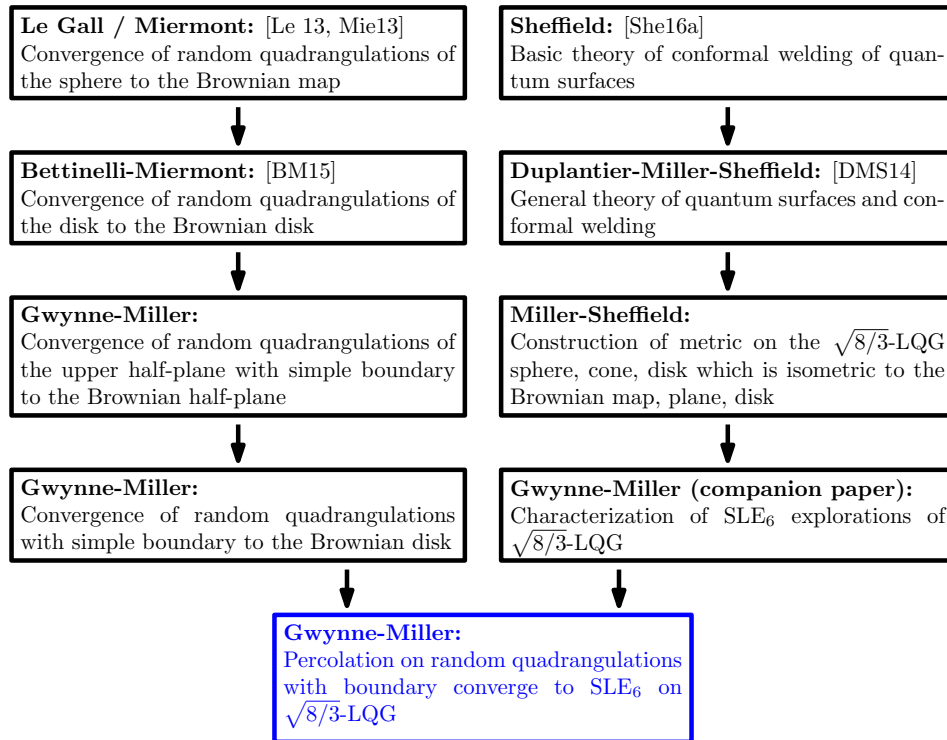 Le Gall / Miermont: [Le 13, Mie13]
Convergence of random quadrangulations of
the sphere to the Brownian map
Bettinelli-Miermont: [BM15]
Convergence of random quadrangulations of
the disk to the Brownian disk
Gwynne-Miller:
Convergence of random quadrangulations of
the upper half-plane with simple boundary
to the Brownian half-plane
Gwynne-Miller:
Convergence of random quadrangulations
with simple boundary to the Brownian disk
Sheffield: [She16a]
Basic theory of conformal welding of quan-
tum surfaces
Duplantier-Miller-Sheffield: [DMS14]
General theory of quantum surfaces and con-
formal welding
Miller-Sheffield:
Construction of metric on the √8/3-LQG
sphere, cone, disk which is isometric to the
Brownian map, plane, disk
Gwynne-Miller (companion paper):
Characterization of SLE₆ explorations of
√8/3-LQG
Gwynne-Miller:
Percolation on random quadrangulations
with boundary converge to SLE₆ on
√8/3-LQG